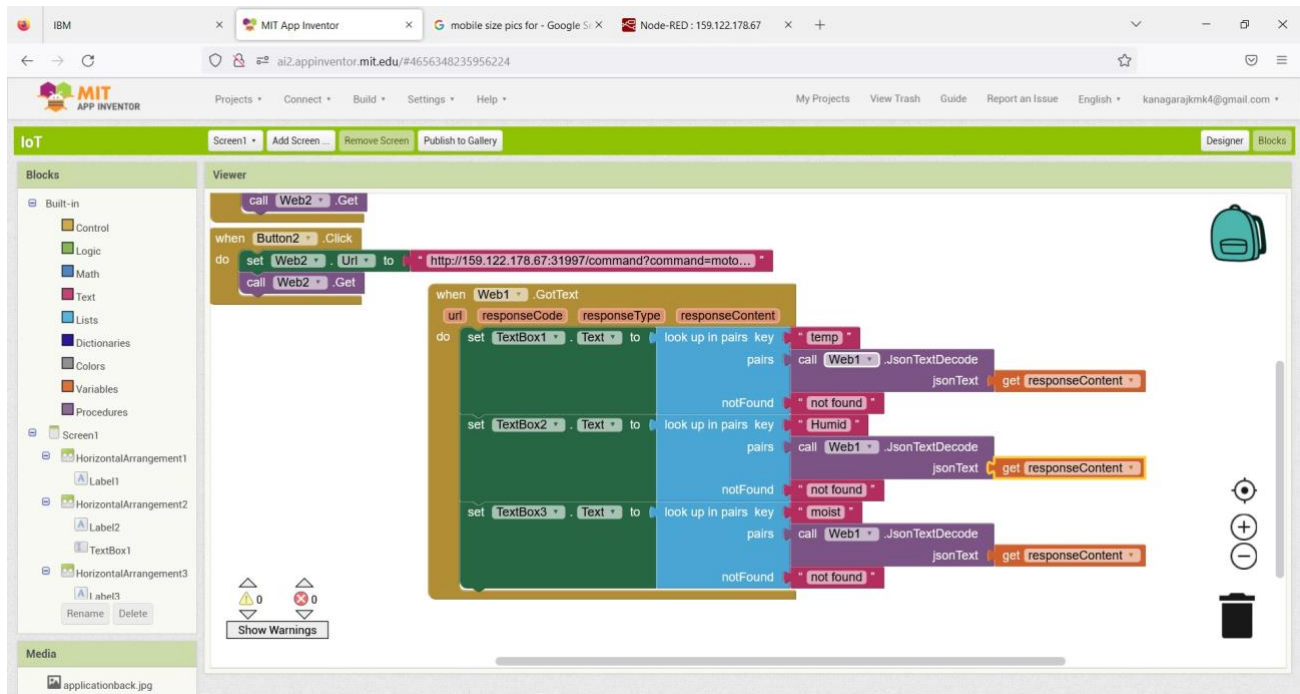 IBM
MIT App Inventor
mobile size pics for - Google Se
Node-RED : 159.122.178.67
ai2.appinventor.mit.edu/#4656348235956224
MIT
APP INVENTOR
Projects Connect Build Settings Help
My Projects View Trash Guide Report an Issue English kanagarajkmk4@gmail.com
IoT
Screen1 Add Screen ... Remove Screen Publish to Gallery
Designer Blocks
Blocks
Viewer
Built-in
Control
Logic
Math
Text
Lists
Dictionaries
Colors
Variables
Procedures
Screen1
HorizontalArrangement1
Label1
HorizontalArrangement2
Label2
TextBox1
HorizontalArrangement3
Label3
Rename Delete
Media
applicationback.jpg
call Web2 .Get
when Button2 .Click
do set Web2 . Url to " http://159.122.178.67:31997/command?command=moto... "
call Web2 .Get
when Web1 .GotText
url responseCode responseType responseContent
do set TextBox1 . Text to look up in pairs key " temp "
pairs call Web1 .JsonTextDecode
jsonText get responseContent
notFound " not found "
set TextBox2 . Text to look up in pairs key " Humid "
pairs call Web1 .JsonTextDecode
jsonText get responseContent
notFound " not found "
set TextBox3 . Text to look up in pairs key " moist "
pairs call Web1 .JsonTextDecode
jsonText get responseContent
notFound " not found "
0 0
Show Warnings